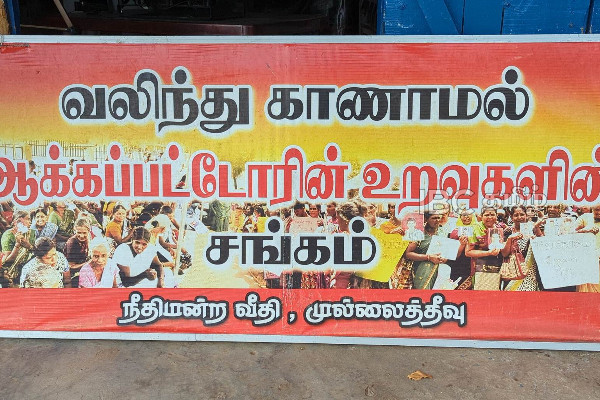 வலிந்து காணாமல்
ஆக்கப்பட்டோரின் உறவுகளின்
சங்கம்
நீதிமன்ற வீதி , முல்லைத்தீவு